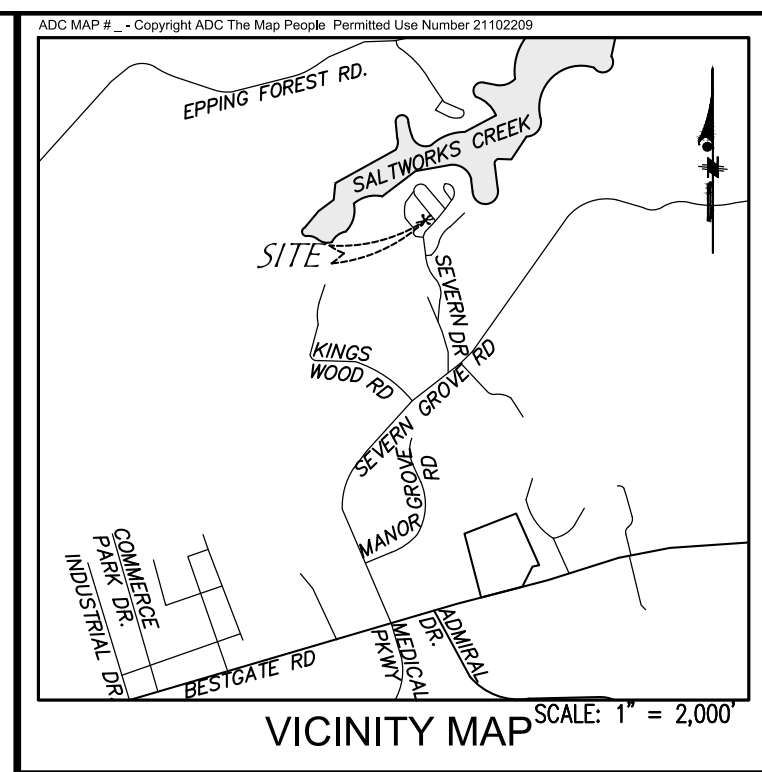 ADC MAP # _ - Copyright ADC The Map People Permitted Use Number 21102209
EPPING FOREST RD.
SALTWORKS CREEK
SITE
SEVERN DR
KINGS
WOOD RD
SEVERN GROVE RD
MANOR GROVE RD
COMMERCE
PARK DR.
INDUSTRIAL DR
BESTGATE RD
MEDICAL
PKWY
ADMIRAL
DR.
VICINITY MAP
SCALE: 1" = 2,000'